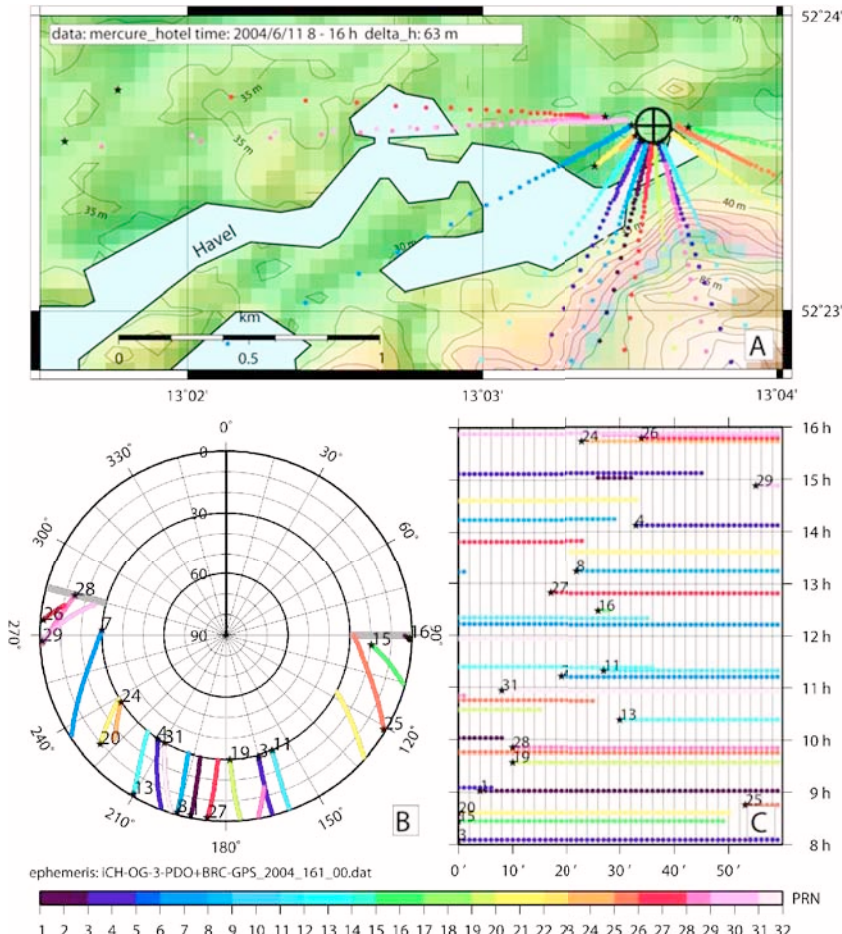 data: mercure_hotel time: 2004/6/11 8 - 16 h delta_h: 63 m
52°24'
35 m
35 m
35 m
35 m
40 m
Havel
30 m
85 m
km
0 0.5 1
A
52°23'
13°02' 13°03' 13°04'
0°
330° 30°
300° 60°
270° 90°
240° 120°
210° 150°
180°
0
30
60
90
28
26
29
7
24
20
13
4
31
8
1
27
19
3
11
15
16
25
B
16 h
24 26
15 h
29
14 h
4
8
13 h
27
16
12 h
7 11
11 h
31
13
10 h
28
19
9 h
1
25
20
15
3
8 h
C
0' 10' 20' 30' 40' 50'
ephemeris: iCH-OG-3-PDO+BRC-GPS_2004_161_00.dat
PRN
1 2 3 4 5 6 7 9 10 11 13 14 15 16 17 18 19 20 21 22 23 24 25 26 27 28 29 30 31 32